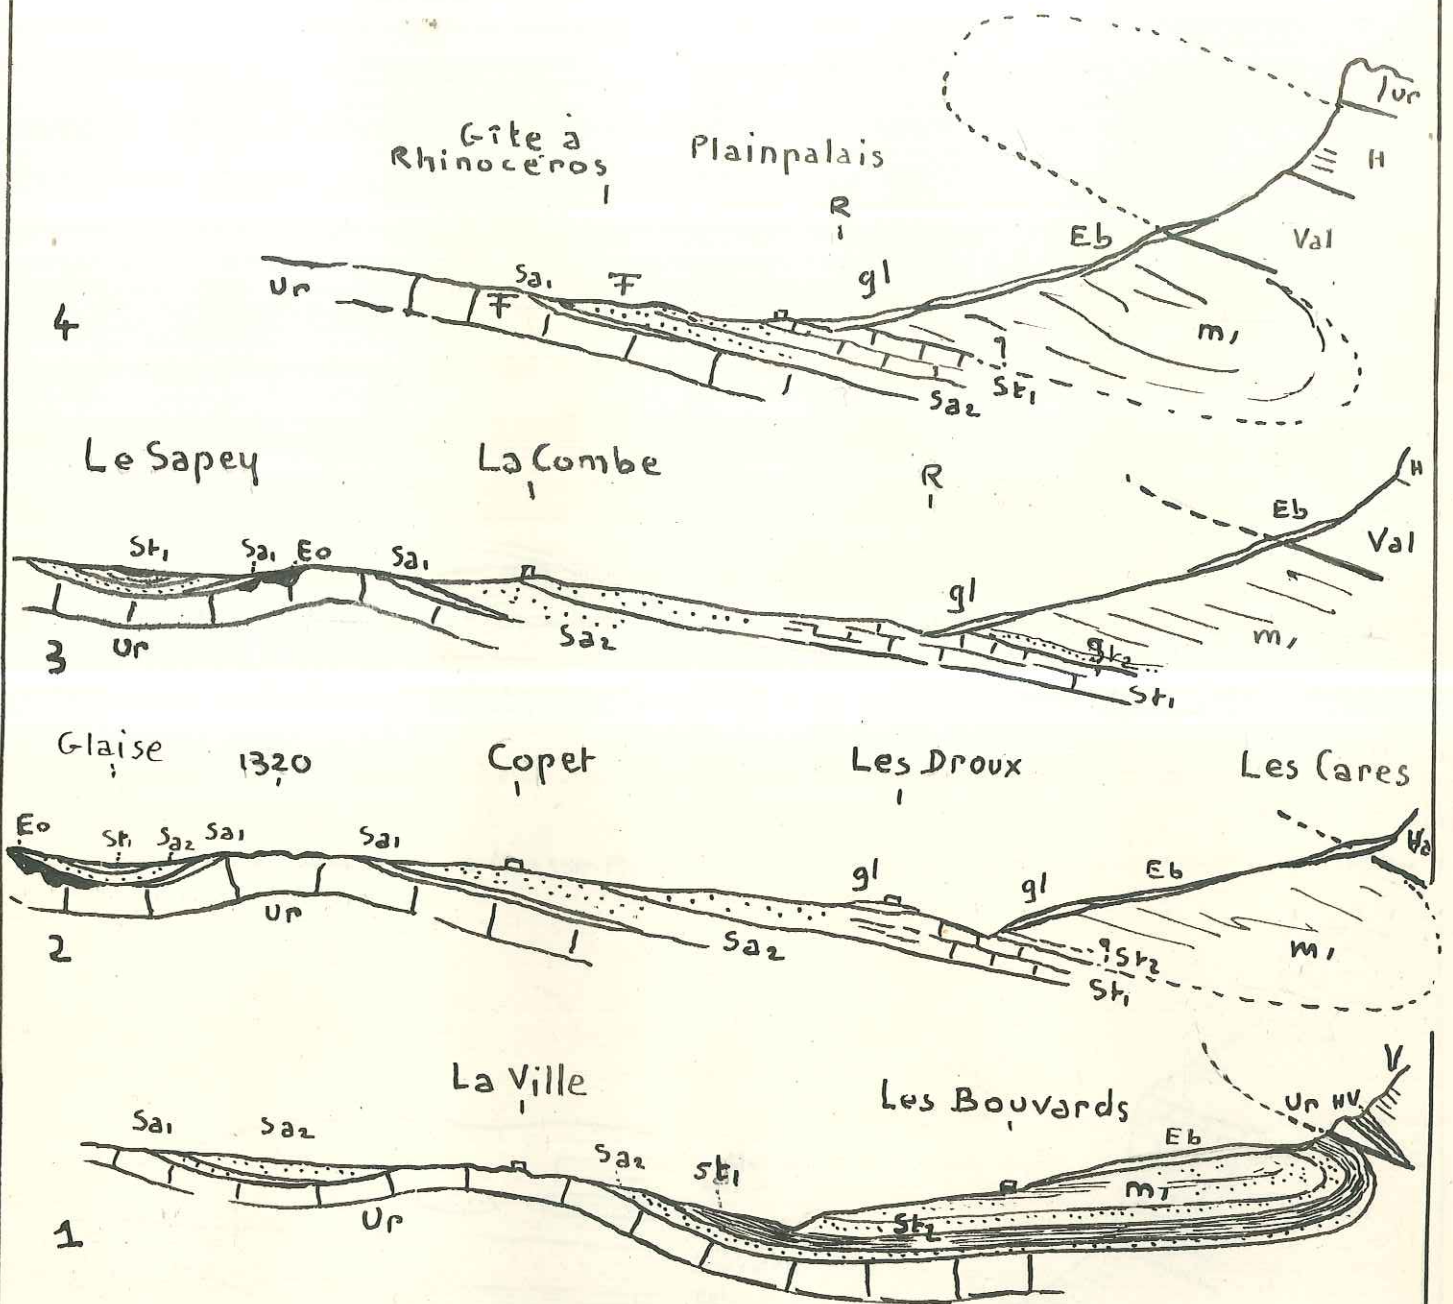 Gîte à
Rhinocéros
Plainpalais
R
Ur
H
Eb
Val
gl
Sa1
F
Ur
F
4
m1
?
St1
Sa2
Le Sapey
La Combe
R
H
Eb
St1
Sa1
Eo
Sa1
Val
gl
Sa2
m1
3
Ur
St1
Glaise
1320
Copet
Les Droux
Les Cares
Eo
St1
Sa2
Sa1
Sa1
gl
gl
Eb
Ur
2
Sa2
?
St2
m1
St1
La Ville
Les Bouvards
V
Ur
HV
Sa1
Sa2
Eb
Sa2
St1
m1
St2
Ur
1